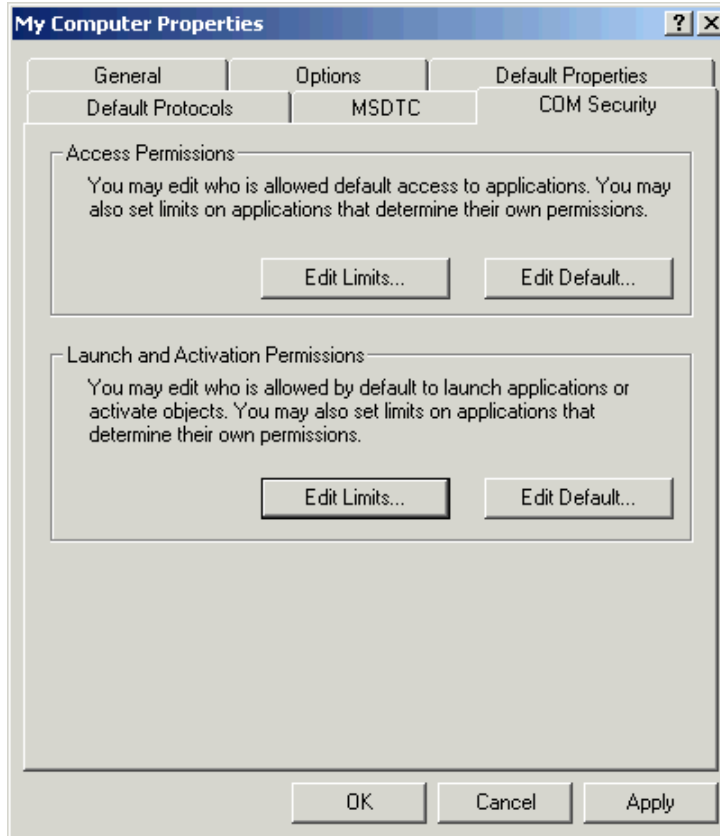 My Computer Properties
General Options Default Properties
Default Protocols MSDTC COM Security
Access Permissions
You may edit who is allowed default access to applications. You may
also set limits on applications that determine their own permissions.
Edit Limits... Edit Default...
Launch and Activation Permissions
You may edit who is allowed by default to launch applications or
activate objects. You may also set limits on applications that
determine their own permissions.
Edit Limits... Edit Default...
OK Cancel Apply